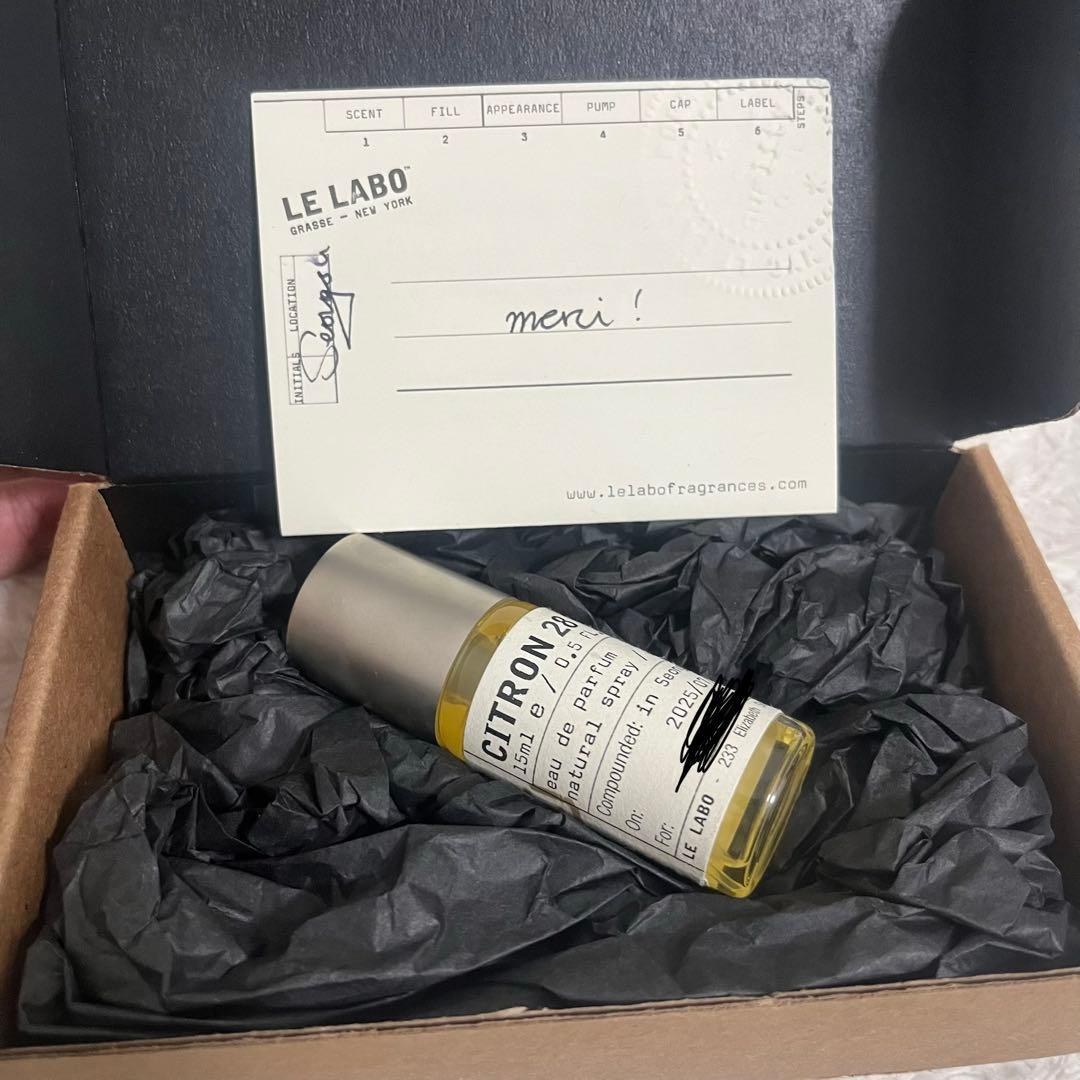 SCENT FILL APPEARANCE PUMP CAP LABEL STEPS
1 2 3 4 5 6
LE LABO™
GRASSE - NEW YORK
INITIALS LOCATION
merci !
www.lelabofragrances.com
CITRON 28
15ml e / 0.5 FL
eau de parfum
natural spray /
Compounded: in Seo
On: 2025/07
For:
LE LABO - 233 Elizabeth